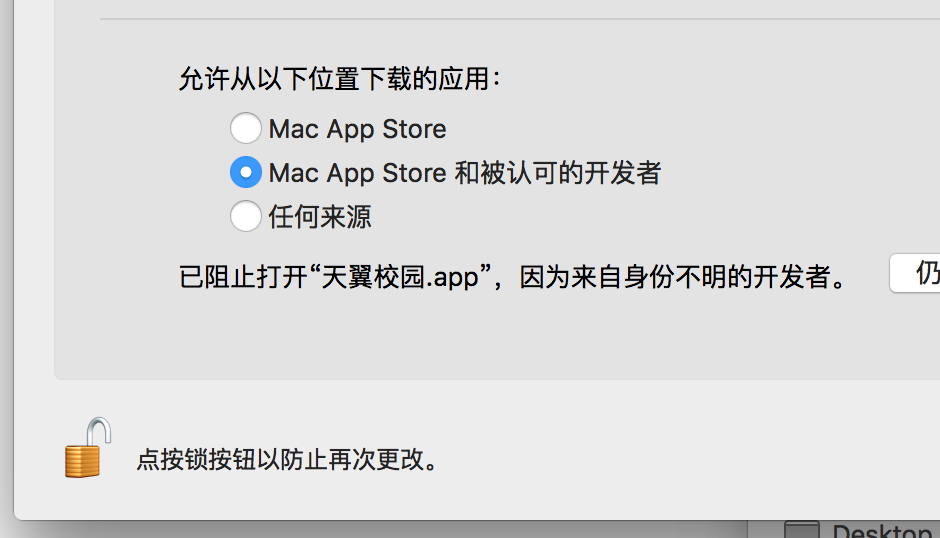 允许从以下位置下载的应用：
Mac App Store
Mac App Store 和被认可的开发者
任何来源
已阻止打开“天翼校园.app”，因为来自身份不明的开发者。
仍
点按锁按钮以防止再次更改。
Desktop